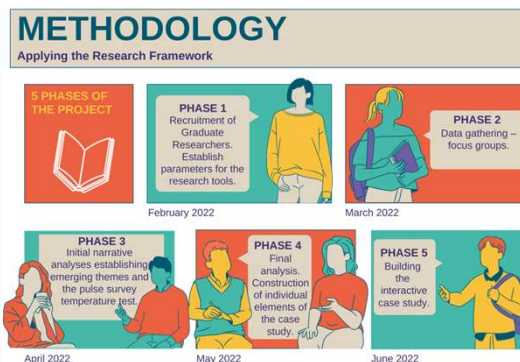 METHODOLOGY
Applying the Research Framework
5 PHASES OF
THE PROJECT
PHASE 1
Recruitment of
Graduate
Researchers.
Establish
parameters for the
research tools.
February 2022
PHASE 2
Data gathering –
focus groups.
March 2022
PHASE 3
Initial narrative
analyses establishing
emerging themes and
the pulse survey
temperature test.
April 2022
PHASE 4
Final
analysis.
Construction
of individual
elements of
the case
study.
May 2022
PHASE 5
Building
the
interactive
case study.
June 2022